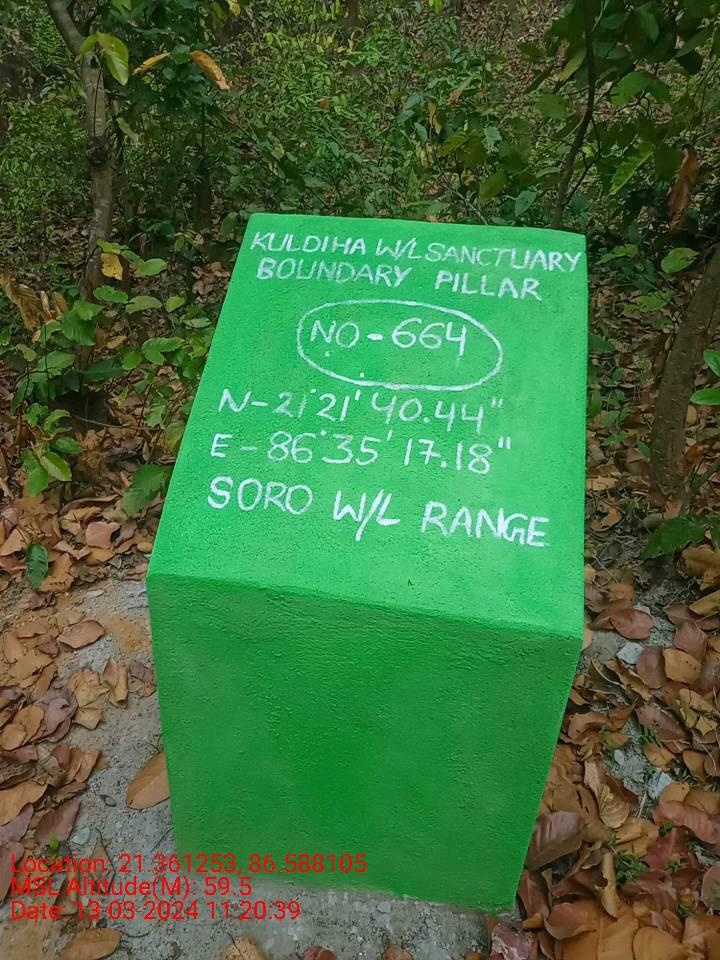 KULDIHA W/L SANCTUARY
BOUNDARY PILLAR
NO-664
N-21°21'40.44"
E-86°35'17.18"
SORO W/L RANGE
Location: 21.361253, 86.588105
MSL Altitude(M): 59.5
Date: 13-03-2024 11:20:39